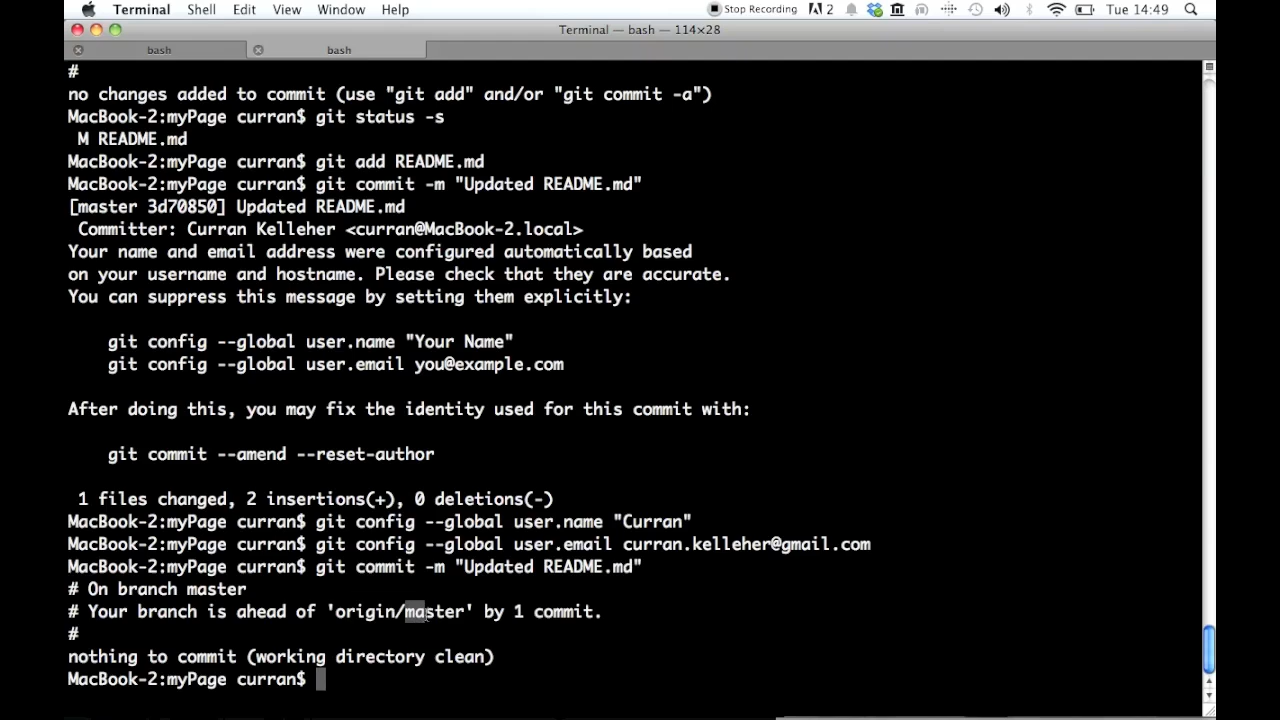 Terminal Shell Edit View Window Help Stop Recording 2 Tue 14:49
Terminal — bash — 114×28
bash bash
#
no changes added to commit (use "git add" and/or "git commit -a")
MacBook-2:myPage curran$ git status -s
 M README.md
MacBook-2:myPage curran$ git add README.md
MacBook-2:myPage curran$ git commit -m "Updated README.md"
[master 3d70850] Updated README.md
 Committer: Curran Kelleher <curran@MacBook-2.local>
Your name and email address were configured automatically based
on your username and hostname. Please check that they are accurate.
You can suppress this message by setting them explicitly:
    git config --global user.name "Your Name"
    git config --global user.email you@example.com
After doing this, you may fix the identity used for this commit with:
    git commit --amend --reset-author
 1 files changed, 2 insertions(+), 0 deletions(-)
MacBook-2:myPage curran$ git config --global user.name "Curran"
MacBook-2:myPage curran$ git config --global user.email curran.kelleher@gmail.com
MacBook-2:myPage curran$ git commit -m "Updated README.md"
# On branch master
# Your branch is ahead of 'origin/master' by 1 commit.
#
nothing to commit (working directory clean)
MacBook-2:myPage curran$